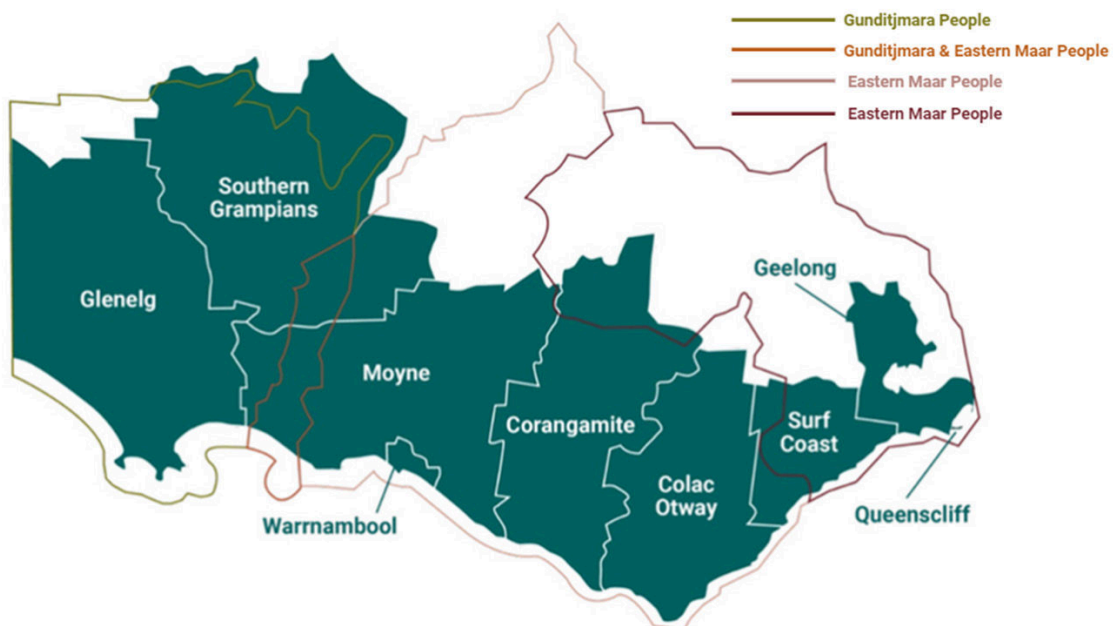 Gunditjmara People
Gunditjmara & Eastern Maar People
Eastern Maar People
Eastern Maar People
Southern
Grampians
Geelong
Glenelg
Moyne
Corangamite
Surf
Coast
Colac
Otway
Warrnambool
Queenscliff